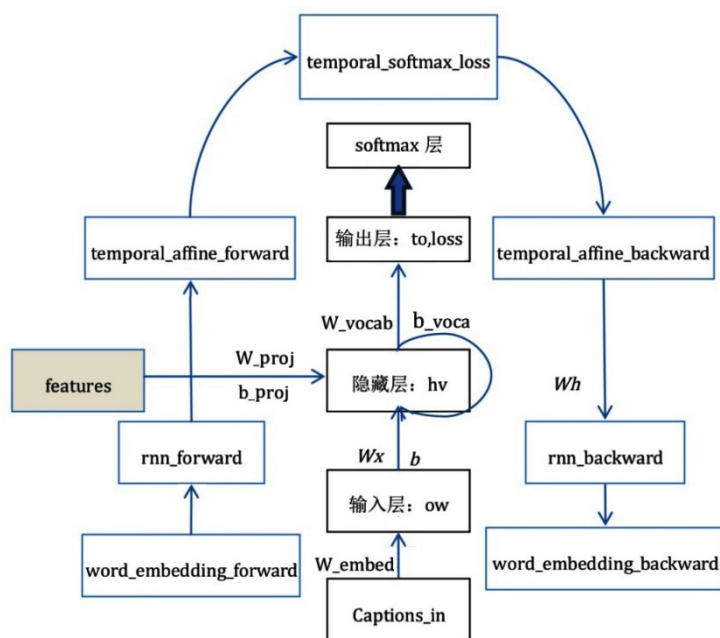 temporal_softmax_loss
softmax 层
temporal_affine_forward
输出层：to,loss
temporal_affine_backward
W_vocab
b_voca
features
W_proj
b_proj
隐藏层：hv
Wh
rnn_forward
Wx
b
rnn_backward
输入层：ow
word_embedding_forward
W_embed
word_embedding_backward
Captions_in